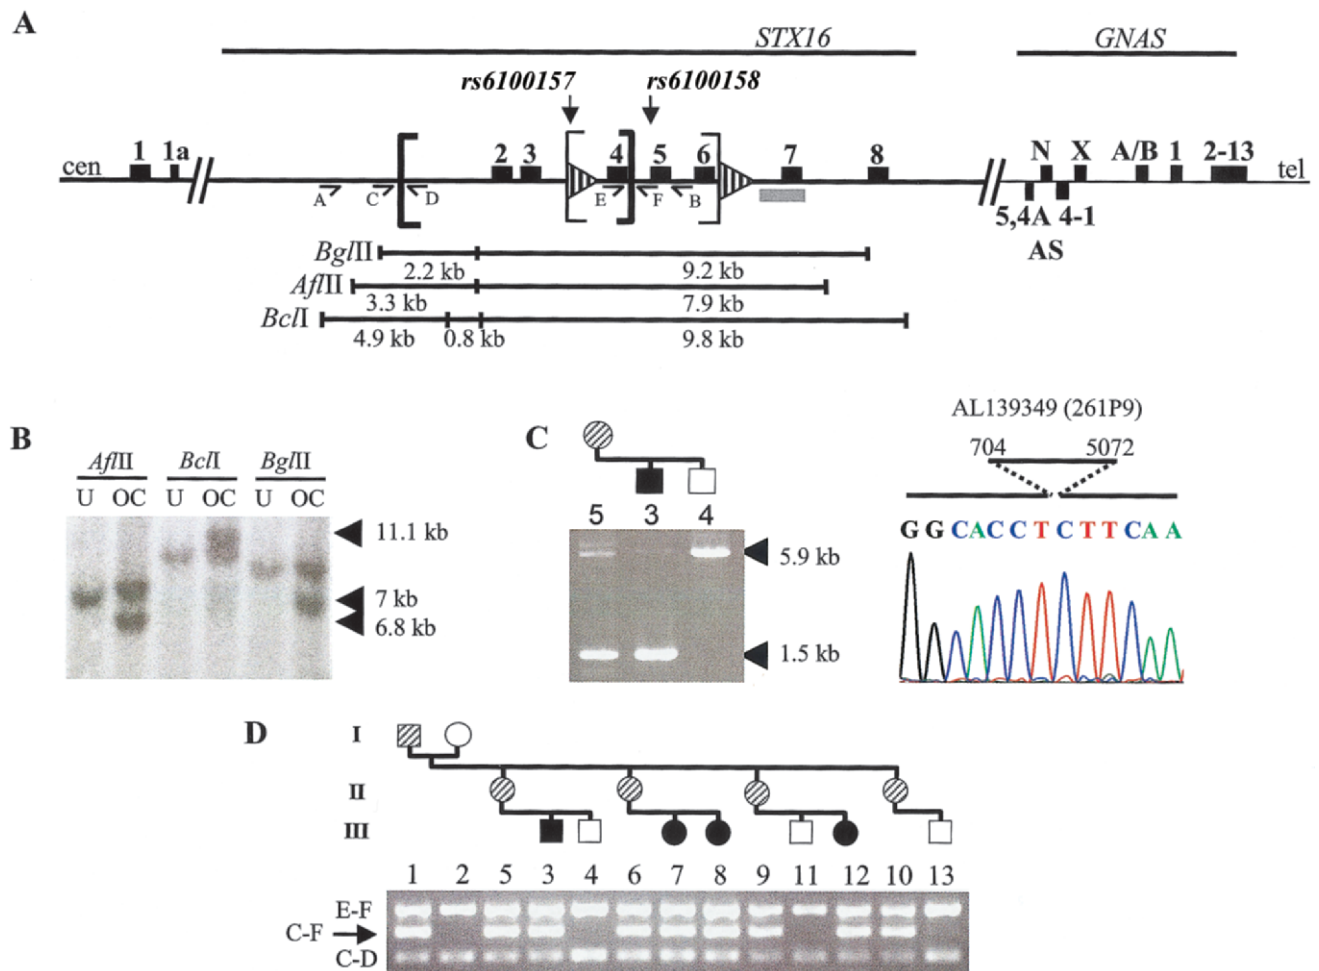 A
STX16 GNAS
rs6100157 rs6100158
cen 1 1a 2 3 4 5 6 7 8 N X A/B 1 2-13 tel
A C D E F B
5,4A 4-1
AS
BglII
2.2 kb 9.2 kb
AflII
3.3 kb 7.9 kb
BclI
4.9 kb 0.8 kb 9.8 kb
B
AflII BclI BglII
U OC U OC U OC
11.1 kb
7 kb
6.8 kb
C
5 3 4
5.9 kb
1.5 kb
AL139349 (261P9)
704 5072
G G C A C C T C T T C A A
D
I
II
III
1 2 5 3 4 6 7 8 9 11 12 10 13
E-F
C-F
C-D